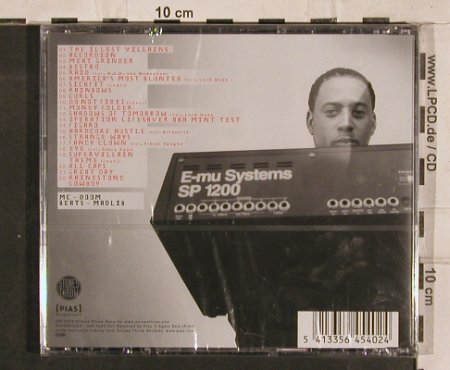 10 cm
THE ILLEST VILLAINS
ACCORDION
MEAT GRINDER
BISTRO
RAID
AMERICA'S MOST BLUNTED
SICKFIT
RAINBOWS
CURLS
DO NOT FIRE!
MONEY FOLDER
SHADOWS OF TOMORROW
OPERATION LIFESAVER AKA MINT TEST
FIGARO
HARDCORE HUSTLE
STRANGE WAYS
FANCY CLOWN
EYE
SUPERVILLAIN
THEME
ALL CAPS
GREAT DAY
RHINESTONE
COWBOY
MC - DOOM
BEATS - MADLIB
E-mu Systems
SP 1200
[PIAS]
5 413356 454024
www.LPCD.de / CD
10 cm